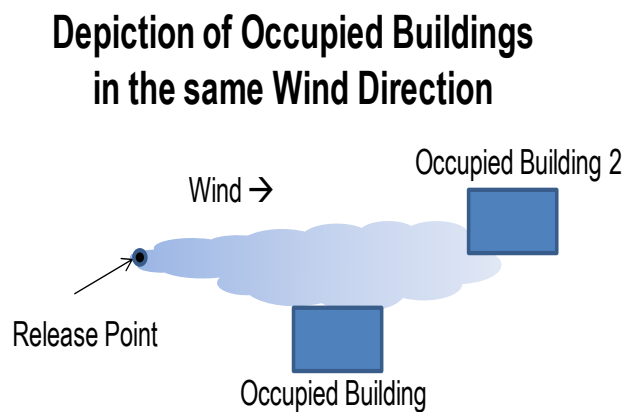 Depiction of Occupied Buildings
in the same Wind Direction
Occupied Building 2
Wind →
Release Point
Occupied Building